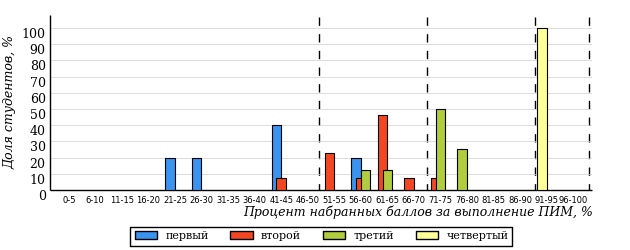 Доля студентов, %
100
90
80
70
60
50
40
30
20
10
0
0-5 6-10 11-15 16-20 21-25 26-30 31-35 36-40 41-45 46-50 51-55 56-60 61-65 66-70 71-75 76-80 81-85 86-90 91-95 96-100
Процент набранных баллов за выполнение ПИМ, %
первый второй третий четвертый